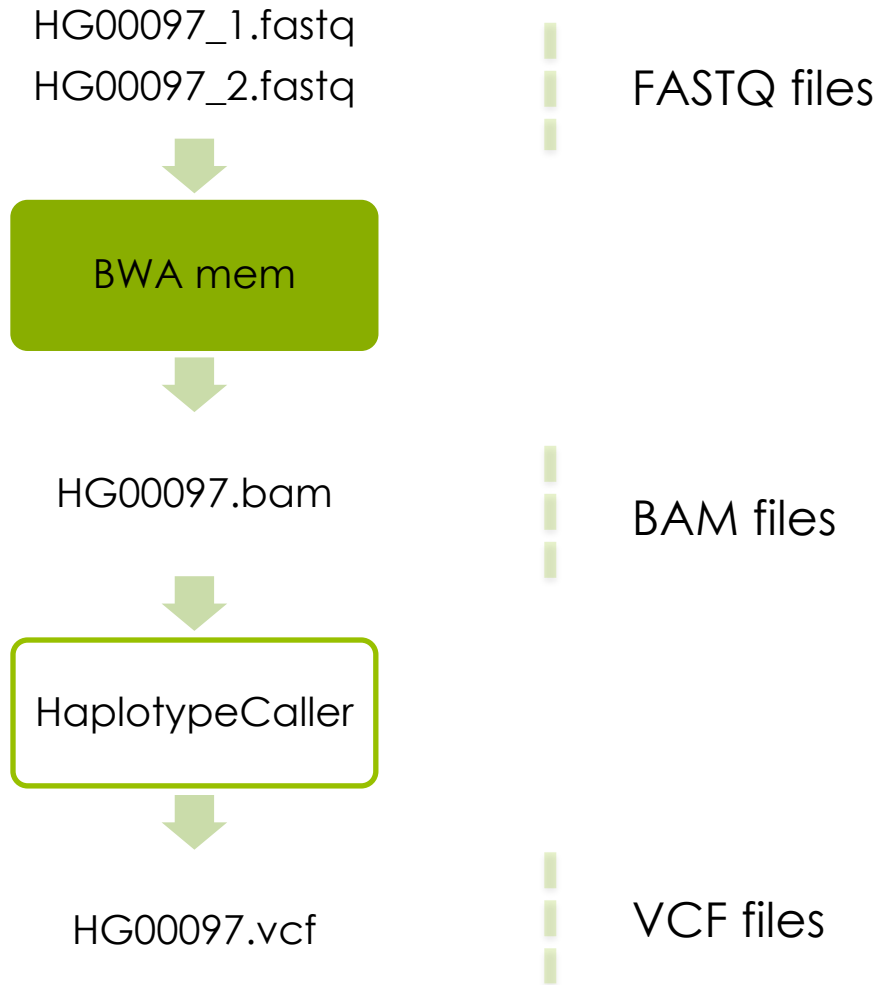 HG00097_1.fastq
HG00097_2.fastq
FASTQ files
BWA mem
HG00097.bam
BAM files
HaplotypeCaller
HG00097.vcf
VCF files